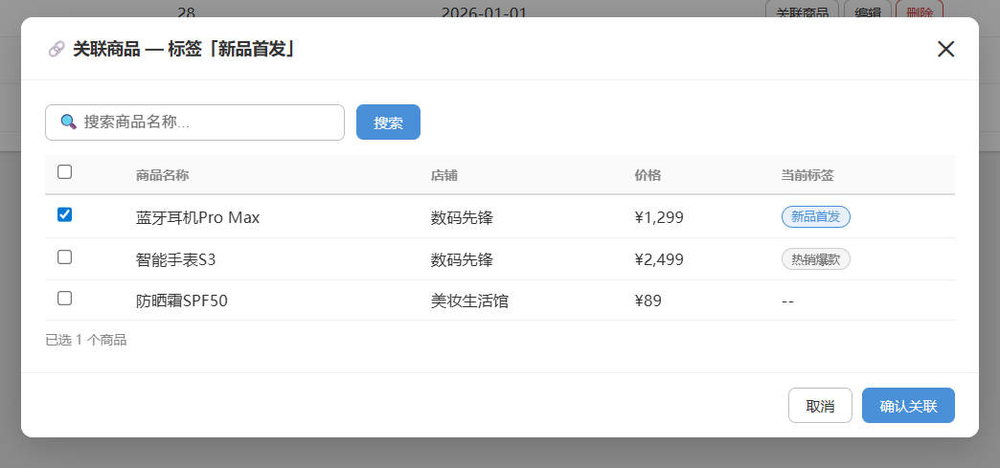 28 2026-01-01 关联商品 编辑 删除
关联商品 — 标签「新品首发」
搜索商品名称... 搜索
商品名称 店铺 价格 当前标签
蓝牙耳机Pro Max 数码先锋 ¥1,299 新品首发
智能手表S3 数码先锋 ¥2,499 热销爆款
防晒霜SPF50 美妆生活馆 ¥89 --
已选 1 个商品
取消 确认关联